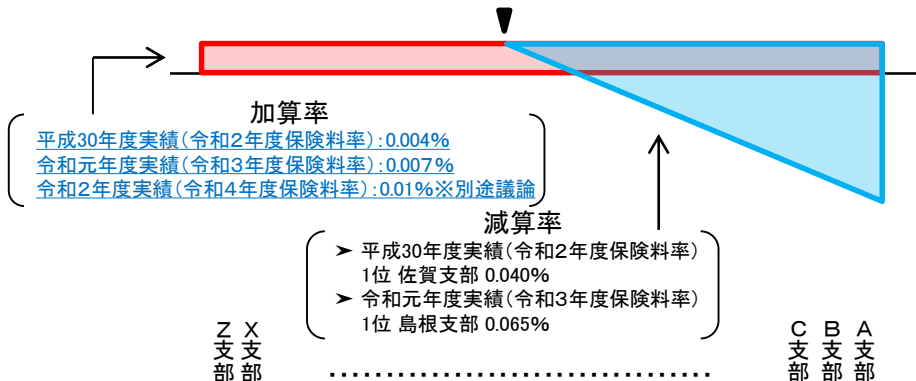 加算率
平成30年度実績(令和2年度保険料率):0.004%
令和元年度実績(令和3年度保険料率):0.007%
令和2年度実績(令和4年度保険料率):0.01%※別途議論
減算率
➤ 平成30年度実績(令和2年度保険料率)
1位 佐賀支部 0.040%
➤ 令和元年度実績(令和3年度保険料率)
1位 島根支部 0.065%
Z支部
X支部
................................
C支部
B支部
A支部